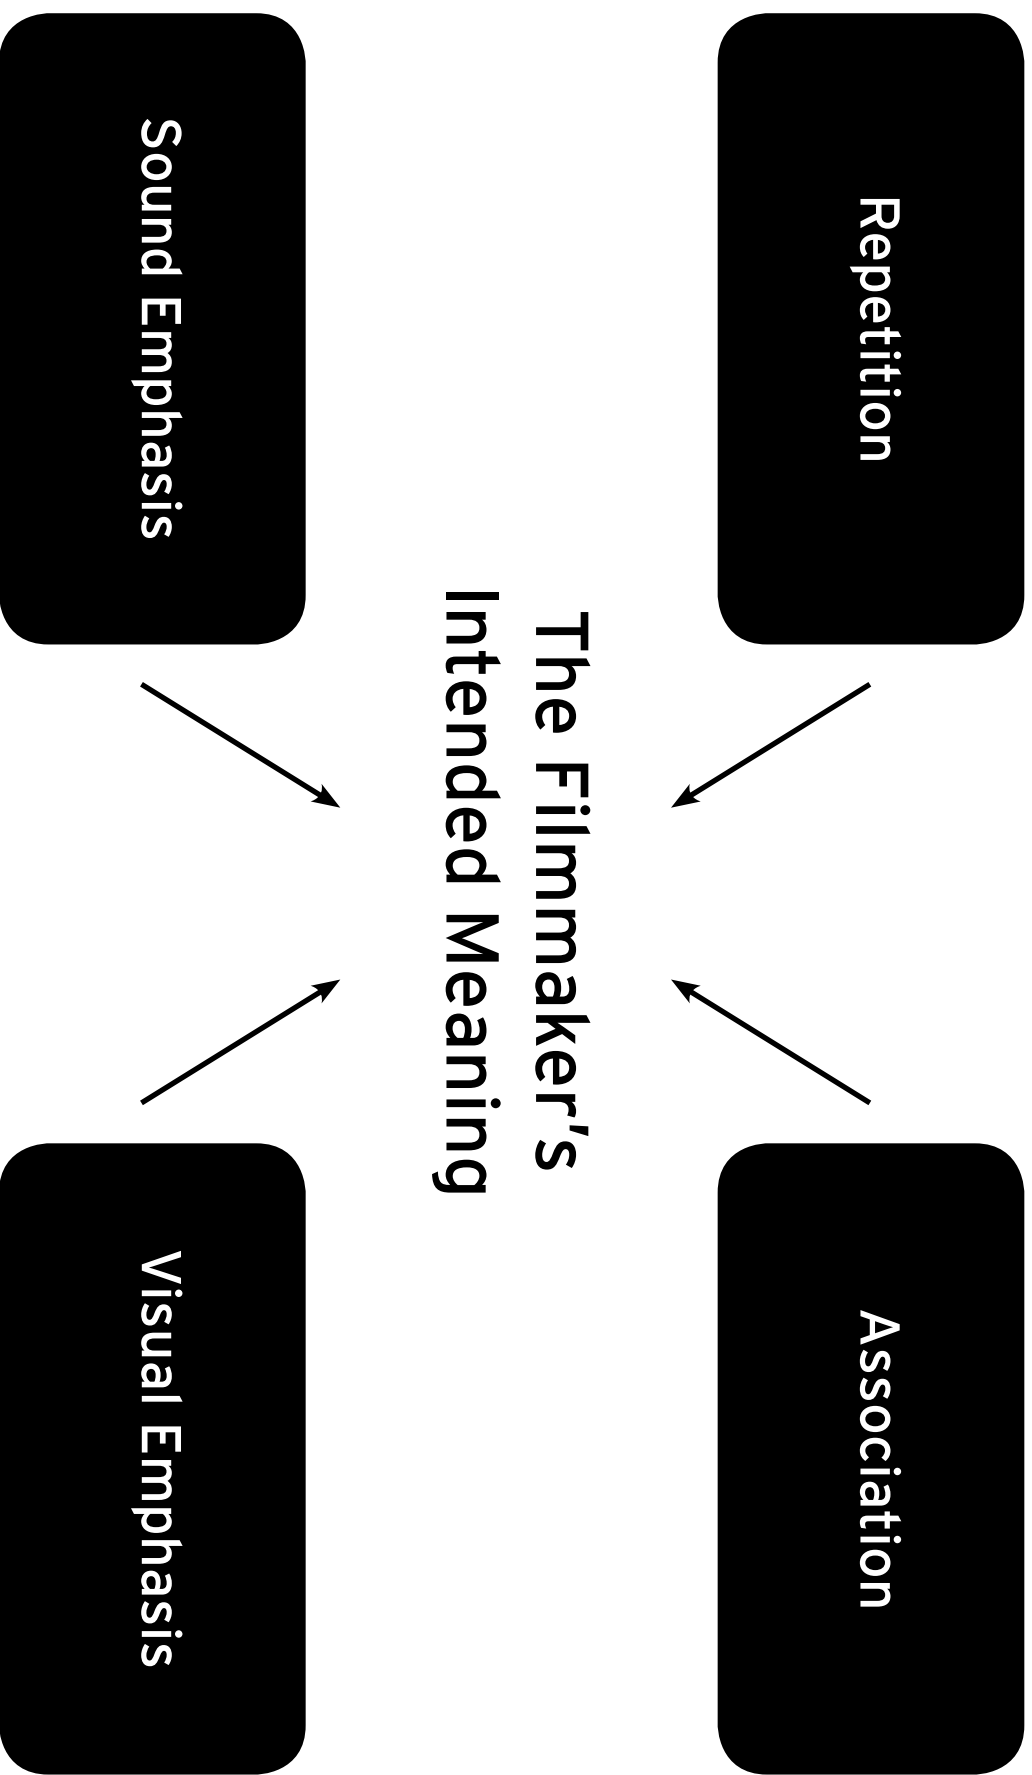 Repetition
Association
The Filmmaker's
Intended Meaning
Sound Emphasis
Visual Emphasis